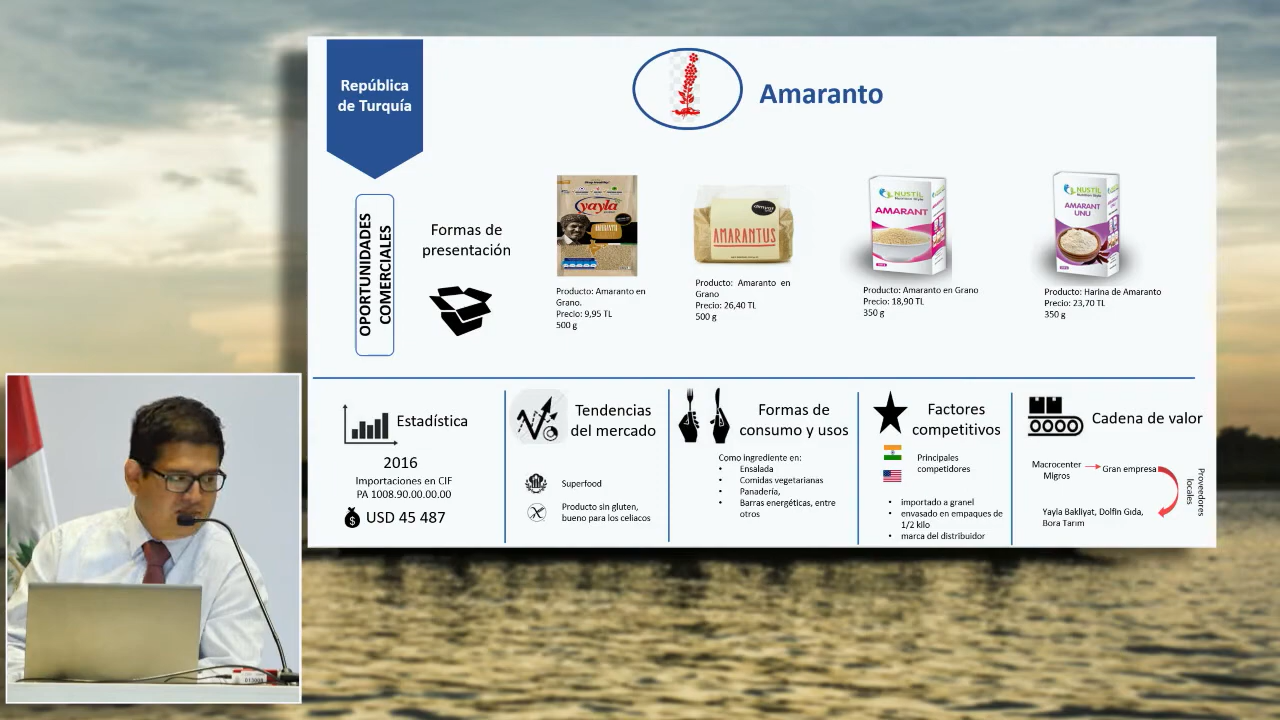 República
de Turquía
Amaranto
OPORTUNIDADES
COMERCIALES
Formas de
presentación
yayla
AMARANTUS
NUSTİL
AMARANT
NUSTİL
AMARANT
UNU
Producto: Amaranto en
Grano.
Precio: 9,95 TL
500 g
Producto: Amaranto en
Grano
Precio: 26,40 TL
500 g
Producto: Amaranto en Grano
Precio: 18,90 TL
350 g
Producto: Harina de Amaranto
Precio: 23,70 TL
350 g
Estadística
2016
Importaciones en CIF
PA 1008.90.00.00.00
$
USD 45 487
Tendencias
del mercado
Superfood
Producto sin gluten,
bueno para los celiacos
Formas de
consumo y usos
Como ingrediente en:
• Ensalada
• Comidas vegetarianas
• Panadería,
• Barras energéticas, entre
otros
Factores
competitivos
Principales
competidores
• importado a granel
• envasado en empaques de
1/2 kilo
• marca del distribuidor
Cadena de valor
Macrocenter
Migros
Gran empresa
Proveedores
locales
Yayla Bakliyat, Dolfin Gıda,
Bora Tarım